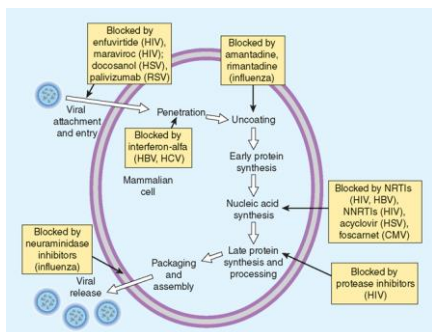 Blocked by
enfuvirtide (HIV),
maraviroc (HIV);
docosanol (HSV),
palivizumab (RSV)
Blocked by
amantadine,
rimantadine
(influenza)
Viral
attachment
and entry
Penetration
Uncoating
Blocked by
interferon-alfa
(HBV, HCV)
Early protein
synthesis
Mammalian
cell
Nucleic acid
synthesis
Blocked by NRTIs
(HIV, HBV),
NNRTIs (HIV),
acyclovir (HSV),
foscarnet (CMV)
Blocked by
neuraminidase
inhibitors
(influenza)
Late protein
synthesis and
processing
Packaging
and
assembly
Viral
release
Blocked by
protease inhibitors
(HIV)